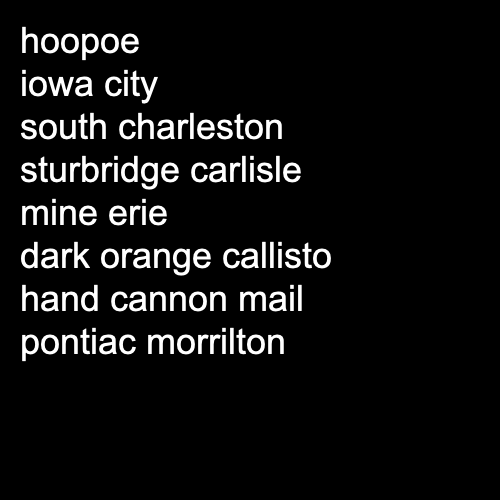 hoopoe
iowa city
south charleston
sturbridge carlisle
mine erie
dark orange callisto
hand cannon mail
pontiac morrilton